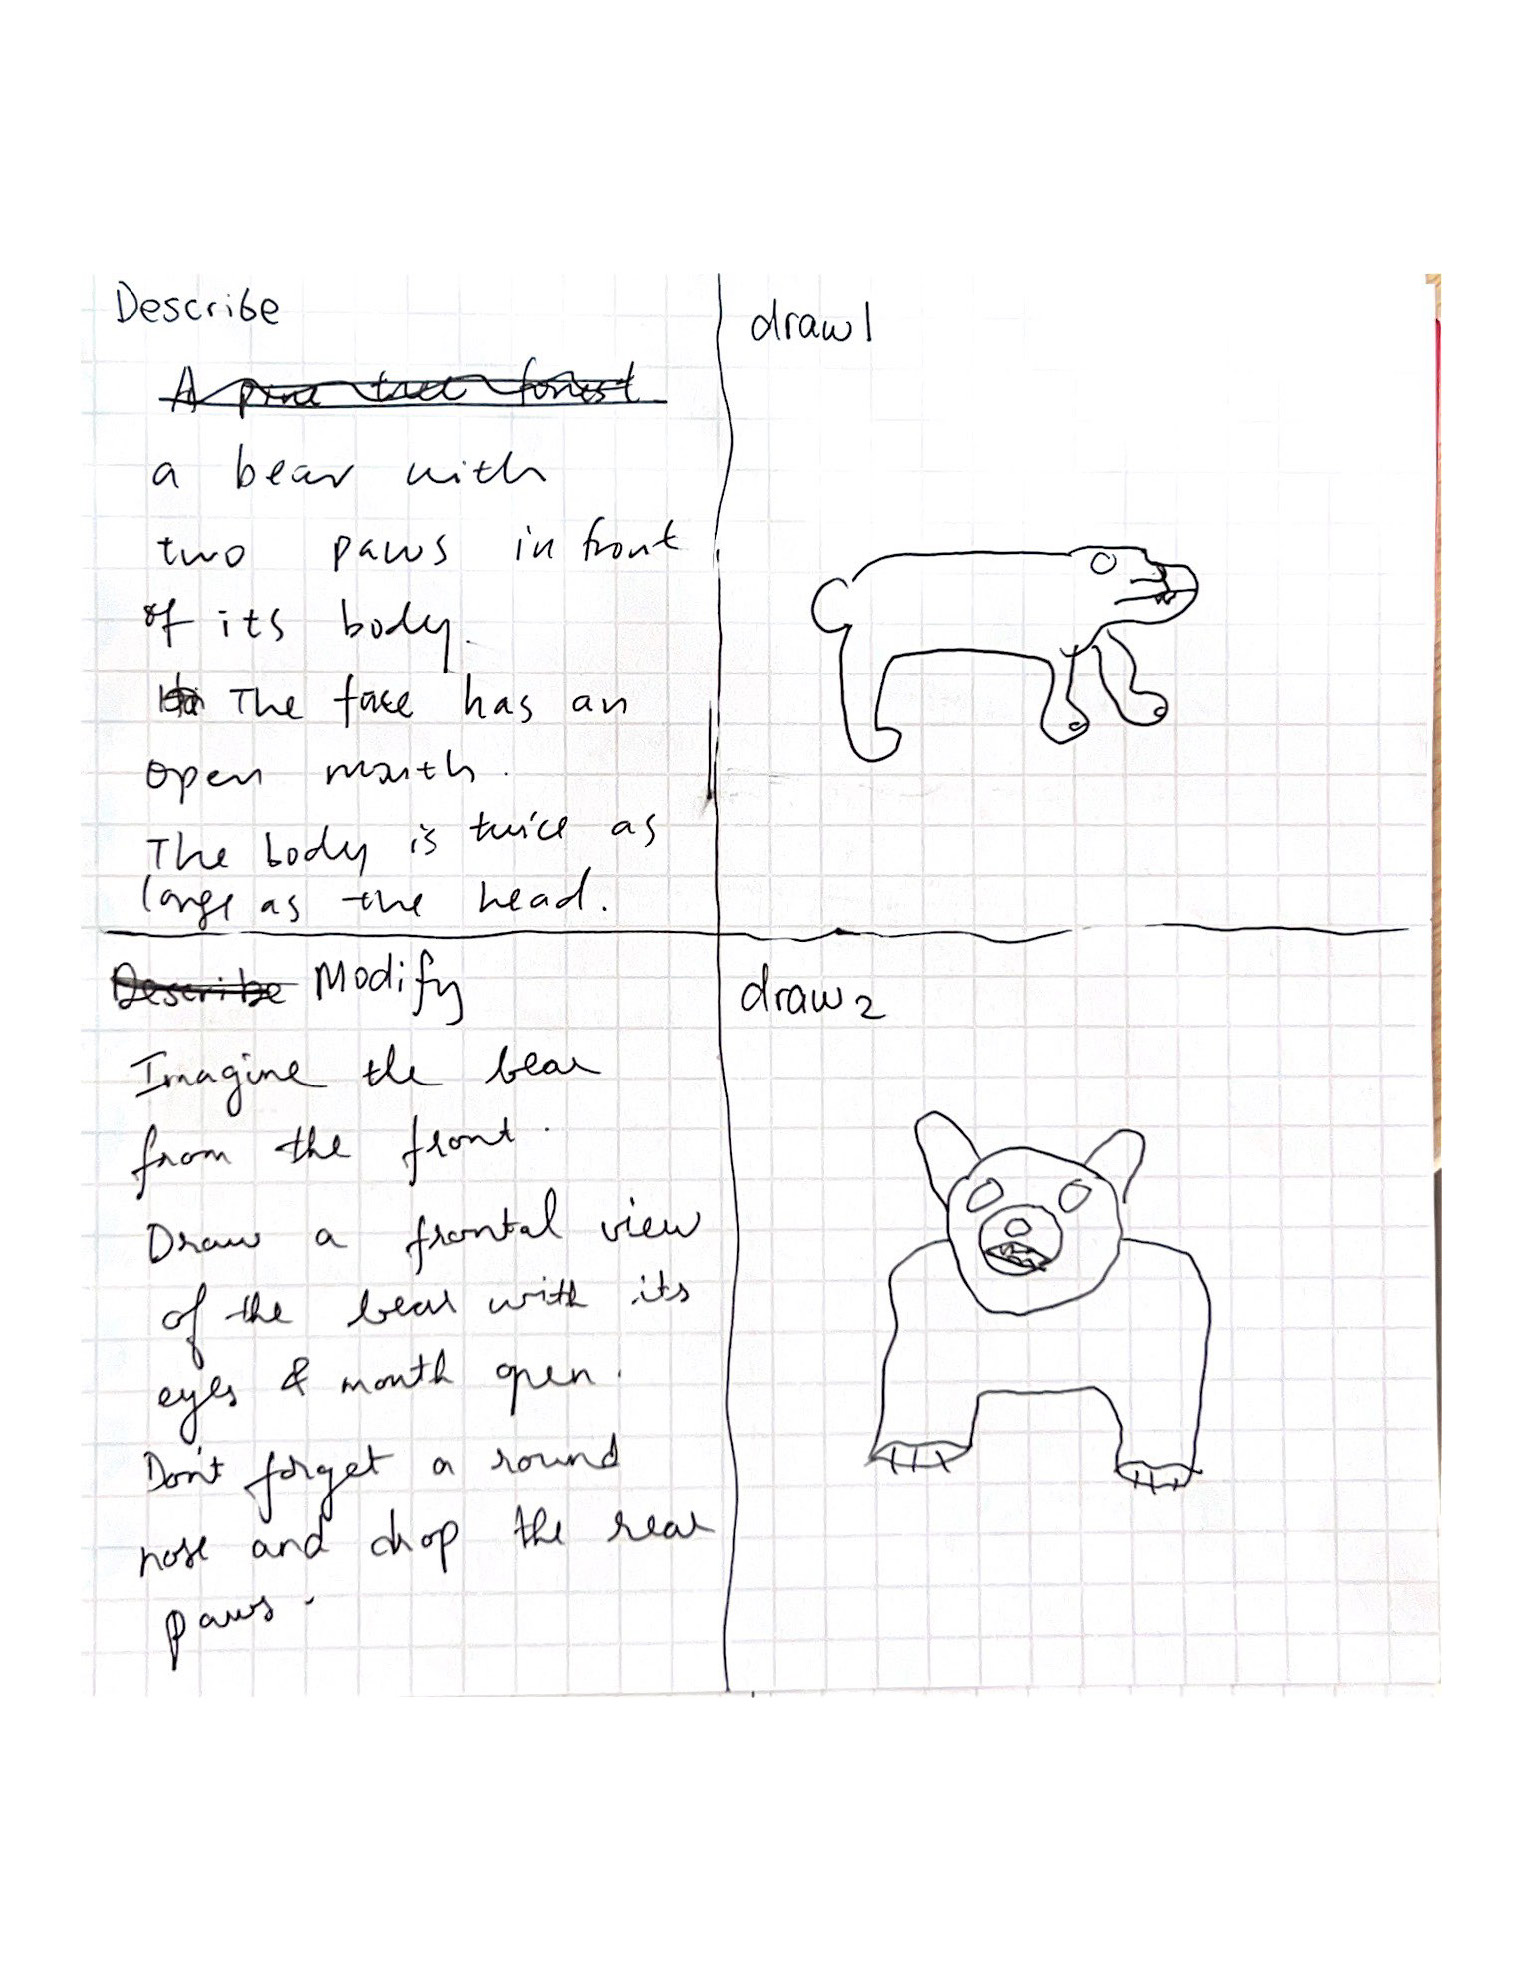 Describe
A pine tree forest
a bear with
two paws in front
of its body.
The face has an
open mouth.
The body is twice as
large as the head.
draw 1
Describe Modify
Imagine the bear
from the front.
Draw a frontal view
of the bear with its
eyes & mouth open.
Don't forget a round
nose and drop the rear
paws.
draw 2